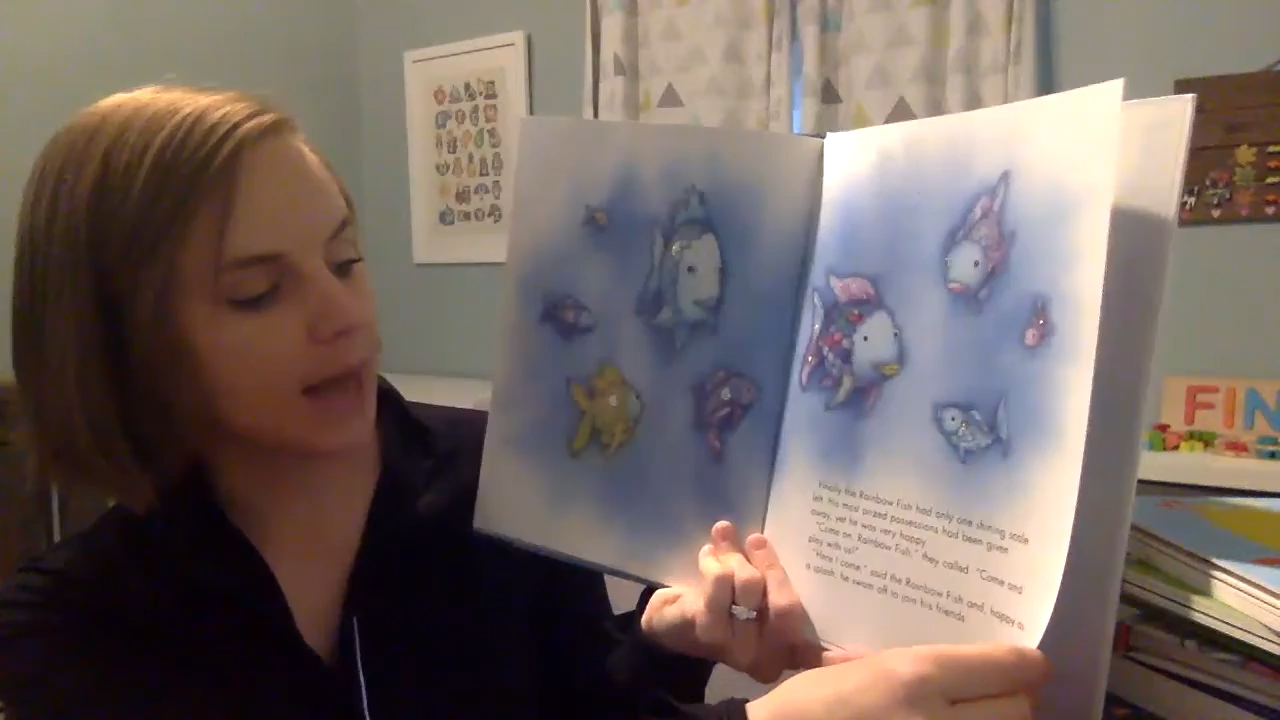 FIN
Finally the Rainbow Fish had only one shining scale
left. His most prized possessions had been given
away, yet he was very happy.
"Come on, Rainbow Fish," they called. "Come and
play with us!"
"Here I come," said the Rainbow Fish and, happy as
a splash, he swam off to join his friends.